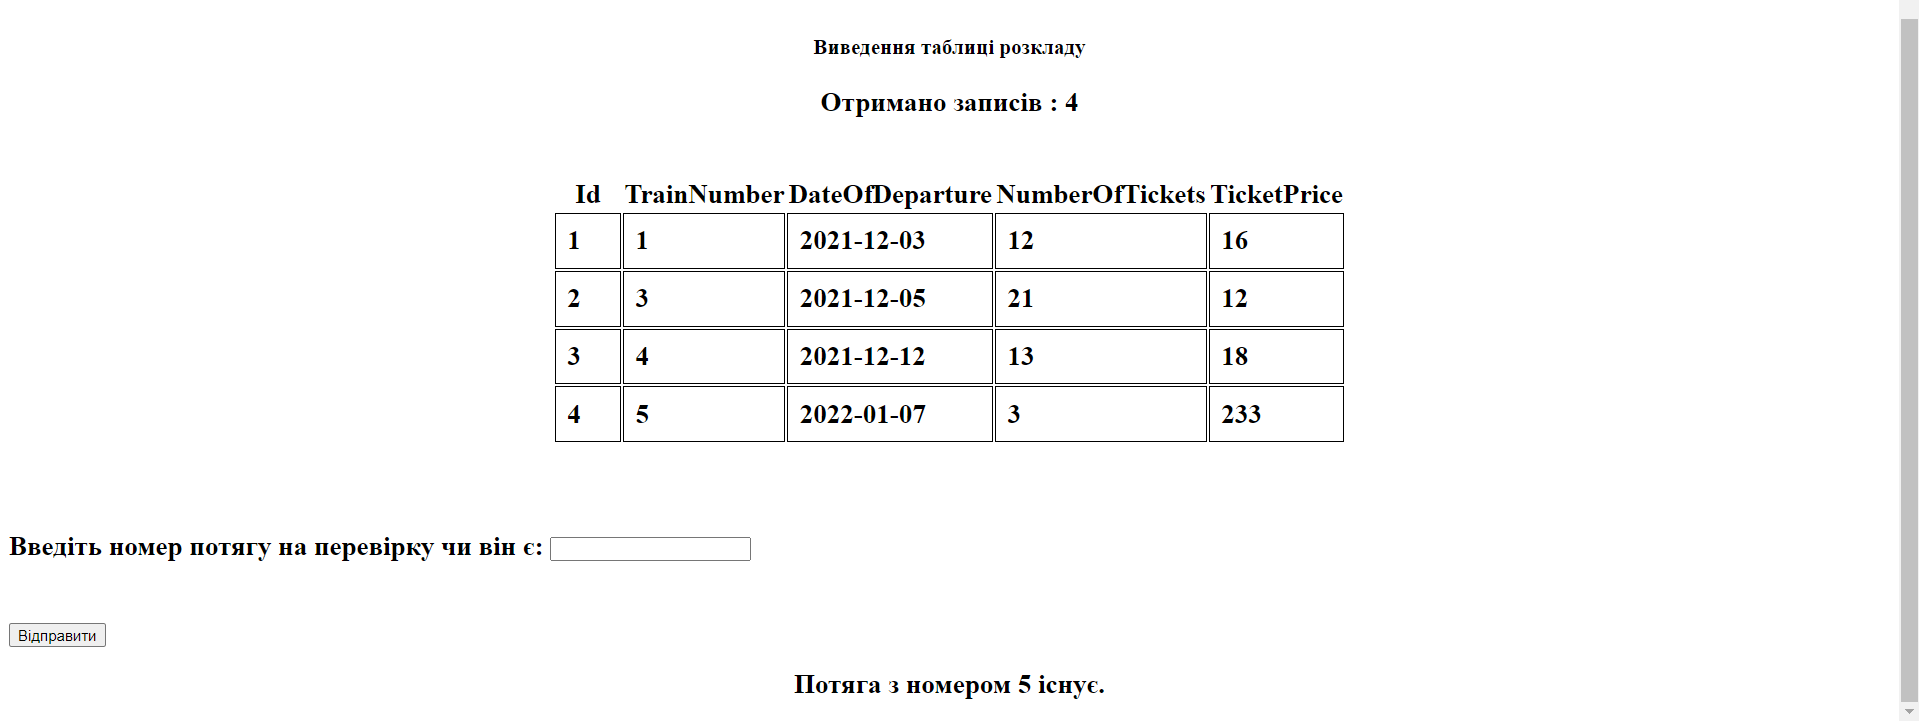 Виведення таблиці розкладу
Отримано записів : 4
Id TrainNumber DateOfDeparture NumberOfTickets TicketPrice
1 1 2021-12-03 12 16
2 3 2021-12-05 21 12
3 4 2021-12-12 13 18
4 5 2022-01-07 3 233
Введіть номер потягу на перевірку чи він є:
Відправити
Потяга з номером 5 існує.